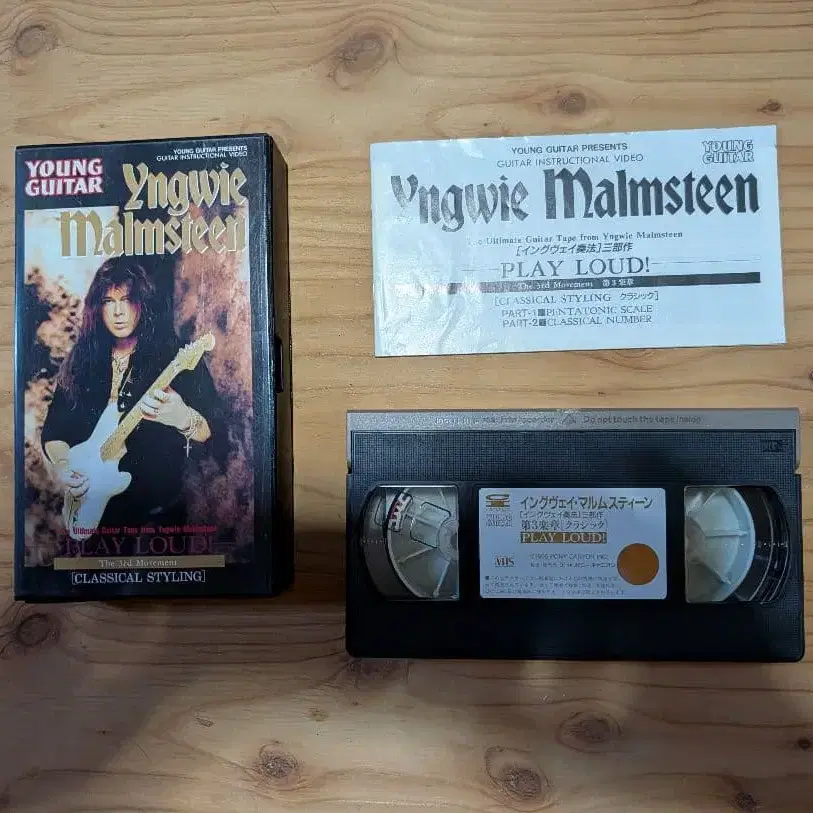 YOUNG GUITAR PRESENTS
GUITAR INSTRUCTIONAL VIDEO
YOUNG
GUITAR
Yngwie
Malmsteen
Ultimate Guitar Tape from Yngwie Malmsteen
PLAY LOUD!
The 3rd Movement
[CLASSICAL STYLING]
YOUNG GUITAR PRESENTS
GUITAR INSTRUCTIONAL VIDEO
YOUNG
GUITAR
Yngwie Malmsteen
Ultimate Guitar Tape from Yngwie Malmsteen
[イングヴェイ奏法]三部作
PLAY LOUD!
The 3rd Movement 第3楽章
[CLASSICAL STYLING クラシック]
PART-1 PENTATONIC SCALE
PART-2 CLASSICAL NUMBER
Do not touch the tape inside
VHS
YOUNG
GUITAR
イングヴェイ・マルムスティーン
[イングヴェイ奏法]三部作
第3楽章[クラシック]
PLAY LOUD!
PONY CANYON INC.
VHS